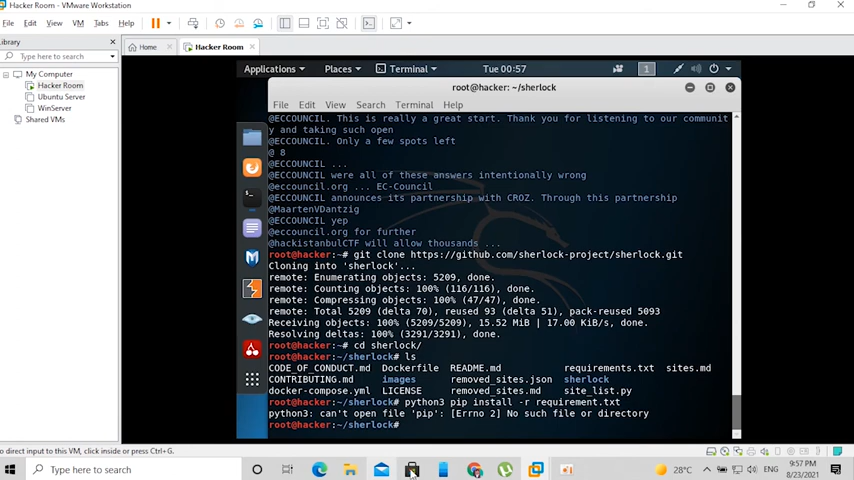 Hacker Room - VMware Workstation
File Edit View VM Tabs Help
Library
Type here to search
My Computer
Hacker Room
Ubuntu Server
WinServer
Shared VMs
Home
Hacker Room
Applications Places Terminal Tue 00:57 1
root@hacker: ~/sherlock
File Edit View Search Terminal Help
@ECCOUNCIL. This is really a great start. Thank you for listening to our communit
y and taking such open
@ECCOUNCIL. Only a few spots left
@ 8
@ECCOUNCIL ...
@ECCOUNCIL were all of these answers intentionally wrong
@eccouncil.org ... EC-Council
@ECCOUNCIL announces its partnership with CROZ. Through this partnership
@MaartenVDantzig
@ECCOUNCIL yep
@eccouncil.org for further
@hackistanbulCTF will allow thousands ...
root@hacker:~# git clone https://github.com/sherlock-project/sherlock.git
Cloning into 'sherlock'...
remote: Enumerating objects: 5209, done.
remote: Counting objects: 100% (116/116), done.
remote: Compressing objects: 100% (47/47), done.
remote: Total 5209 (delta 70), reused 93 (delta 51), pack-reused 5093
Receiving objects: 100% (5209/5209), 15.52 MiB | 17.00 KiB/s, done.
Resolving deltas: 100% (3291/3291), done.
root@hacker:~# cd sherlock/
root@hacker:~/sherlock# ls
CODE_OF_CONDUCT.md Dockerfile README.md requirements.txt sites.md
CONTRIBUTING.md images removed_sites.json sherlock
docker-compose.yml LICENSE removed_sites.md site_list.py
root@hacker:~/sherlock# python3 pip install -r requirement.txt
python3: can't open file 'pip': [Errno 2] No such file or directory
root@hacker:~/sherlock#
to direct input to this VM, click inside or press Ctrl+G.
Type here to search
28°C
ENG
9:57 PM
8/23/2021